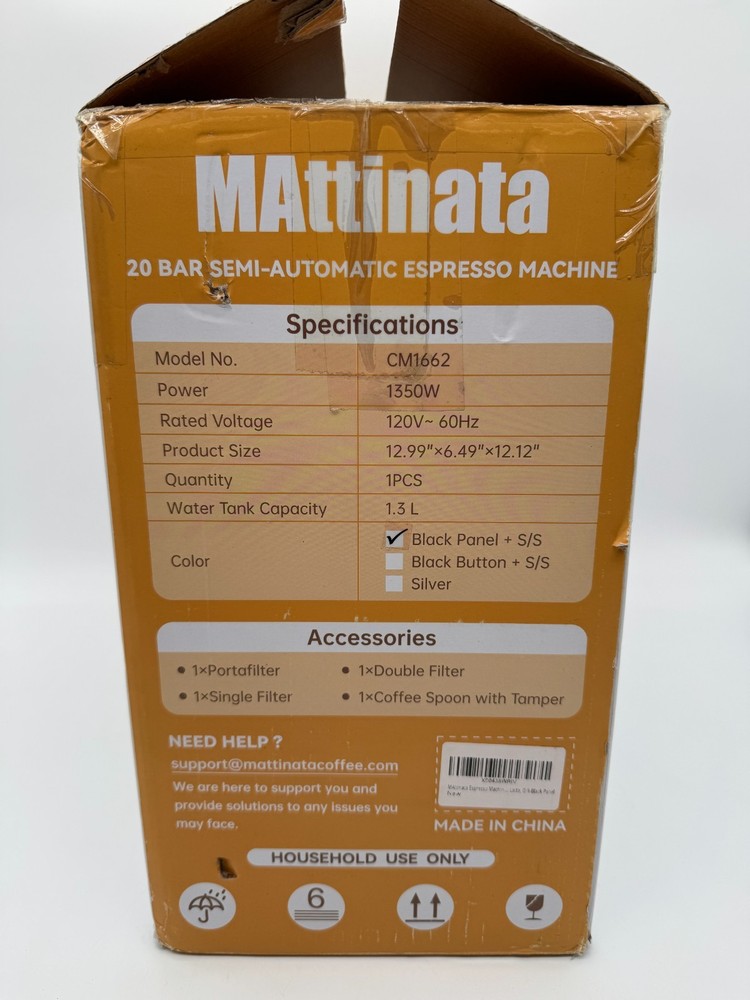 MAttinata
20 BAR SEMI-AUTOMATIC ESPRESSO MACHINE
Specifications
Model No. CM1662
Power 1350W
Rated Voltage 120V~ 60Hz
Product Size 12.99"×6.49"×12.12"
Quantity 1PCS
Water Tank Capacity 1.3 L
Color
Black Panel + S/S
Black Button + S/S
Silver
Accessories
• 1×Portafilter • 1×Double Filter
• 1×Single Filter • 1×Coffee Spoon with Tamper
NEED HELP ?
support@mattinatacoffee.com
We are here to support you and
provide solutions to any issues you
may face.
MADE IN CHINA
HOUSEHOLD USE ONLY
6